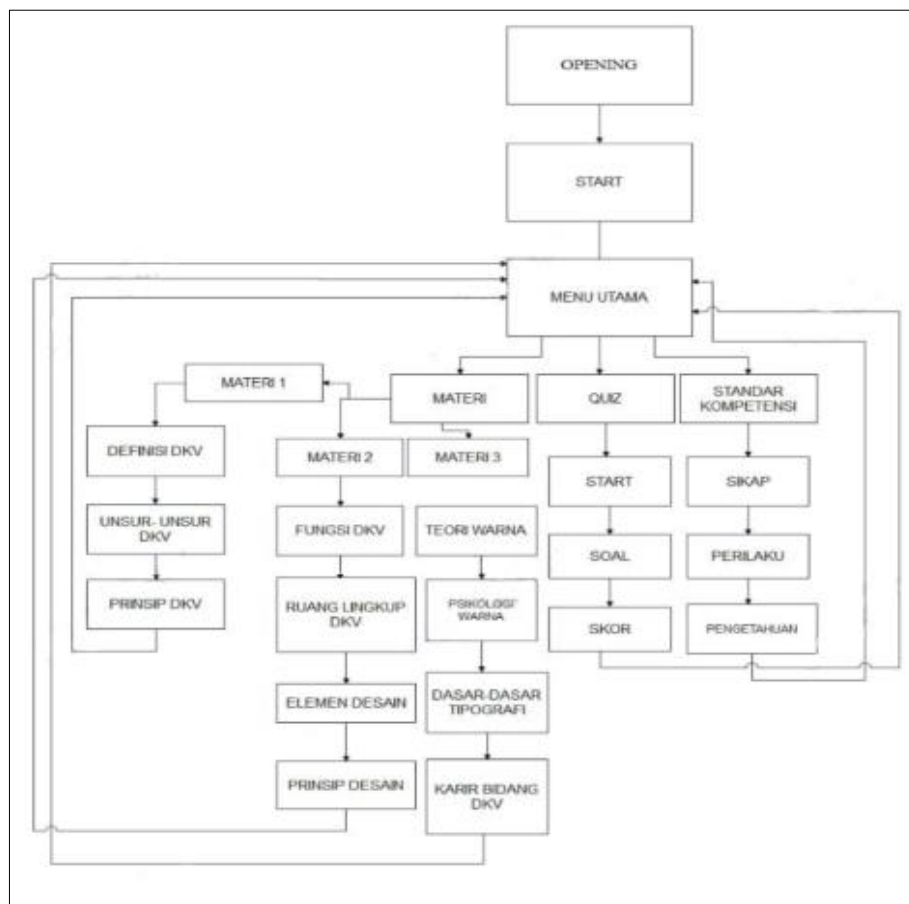 OPENING
START
MENU UTAMA
MATERI 1
MATERI
QUIZ
STANDAR
KOMPETENSI
DEFINISI DKV
MATERI 2
MATERI 3
START
SIKAP
UNSUR- UNSUR
DKV
FUNGSI DKV
TEORI WARNA
SOAL
PERILAKU
PRINSIP DKV
RUANG LINGKUP
DKV
PSIKOLOGI
WARNA
SKOR
PENGETAHUAN
ELEMEN DESAIN
DASAR-DASAR
TIPOGRAFI
PRINSIP DESAIN
KARIR BIDANG
DKV